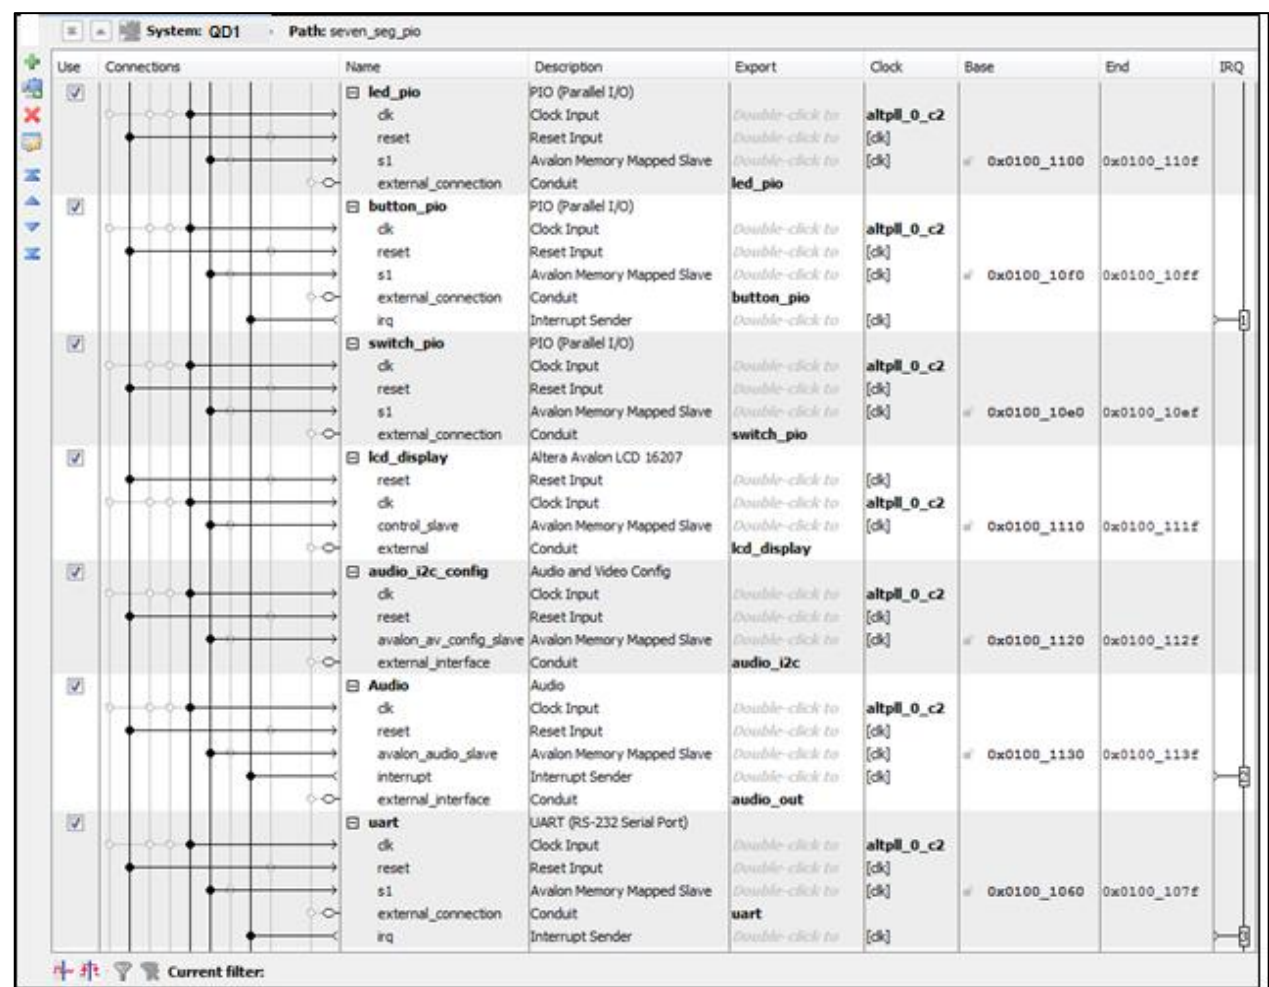 System: QD1 Path: seven_seg_pio
Use Connections Name Description Export Clock Base End IRQ
led_pio PIO (Parallel I/O)
clk Clock Input Double-click to altpll_0_c2
reset Reset Input Double-click to [clk]
s1 Avalon Memory Mapped Slave Double-click to [clk] 0x0100_1100 0x0100_110f
external_connection Conduit led_pio
button_pio PIO (Parallel I/O)
clk Clock Input Double-click to altpll_0_c2
reset Reset Input Double-click to [clk]
s1 Avalon Memory Mapped Slave Double-click to [clk] 0x0100_10f0 0x0100_10ff
external_connection Conduit button_pio
irq Interrupt Sender Double-click to [clk] 1
switch_pio PIO (Parallel I/O)
clk Clock Input Double-click to altpll_0_c2
reset Reset Input Double-click to [clk]
s1 Avalon Memory Mapped Slave Double-click to [clk] 0x0100_10e0 0x0100_10ef
external_connection Conduit switch_pio
lcd_display Altera Avalon LCD 16207
reset Reset Input Double-click to [clk]
clk Clock Input Double-click to altpll_0_c2
control_slave Avalon Memory Mapped Slave Double-click to [clk] 0x0100_1110 0x0100_111f
external Conduit lcd_display
audio_i2c_config Audio and Video Config
clk Clock Input Double-click to altpll_0_c2
reset Reset Input Double-click to [clk]
avalon_av_config_slave Avalon Memory Mapped Slave Double-click to [clk] 0x0100_1120 0x0100_112f
external_interface Conduit audio_i2c
Audio Audio
clk Clock Input Double-click to altpll_0_c2
reset Reset Input Double-click to [clk]
avalon_audio_slave Avalon Memory Mapped Slave Double-click to [clk] 0x0100_1130 0x0100_113f
interrupt Interrupt Sender Double-click to [clk] 2
external_interface Conduit audio_out
uart UART (RS-232 Serial Port)
clk Clock Input Double-click to altpll_0_c2
reset Reset Input Double-click to [clk]
s1 Avalon Memory Mapped Slave Double-click to [clk] 0x0100_1060 0x0100_107f
external_connection Conduit uart
irq Interrupt Sender Double-click to [clk] 3
Current filter: